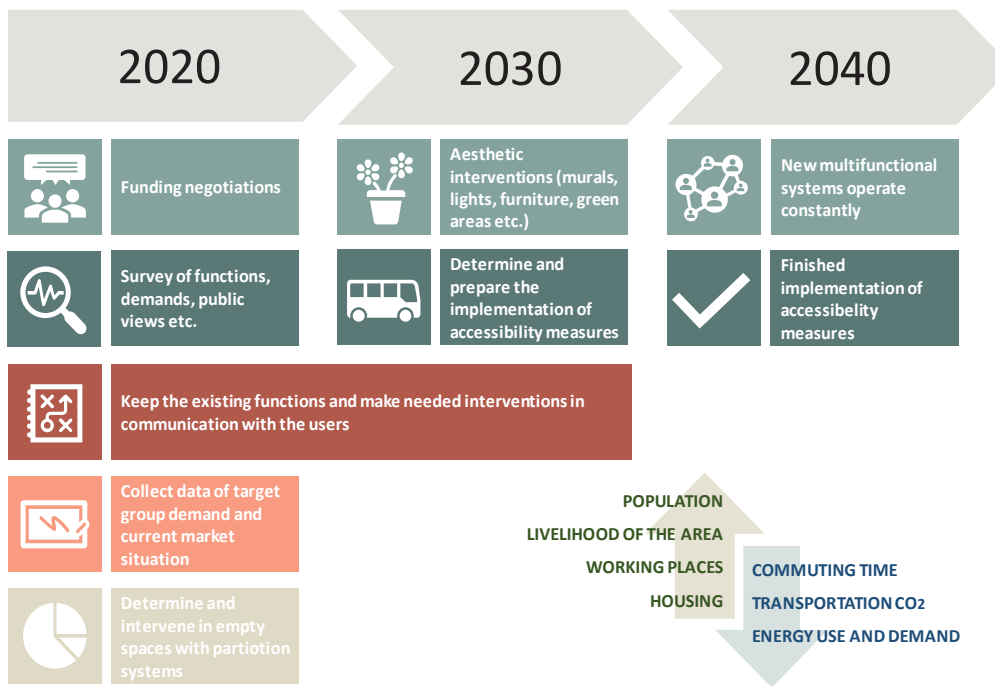 2020
2030
2040
Funding negotiations
Aesthetic
interventions (murals,
lights, furniture, green
areas etc.)
New multifunctional
systems operate
constantly
Survey of functions,
demands, public
views etc.
Determine and
prepare the
implementation of
accessibility measures
Finished
implementation of
accessibelity
measures
Keep the existing functions and make needed interventions in
communication with the users
Collect data of target
group demand and
current market
situation
Determine and
intervene in empty
spaces with partiotion
systems
POPULATION
LIVELIHOOD OF THE AREA
WORKING PLACES
HOUSING
COMMUTING TIME
TRANSPORTATION CO2
ENERGY USE AND DEMAND